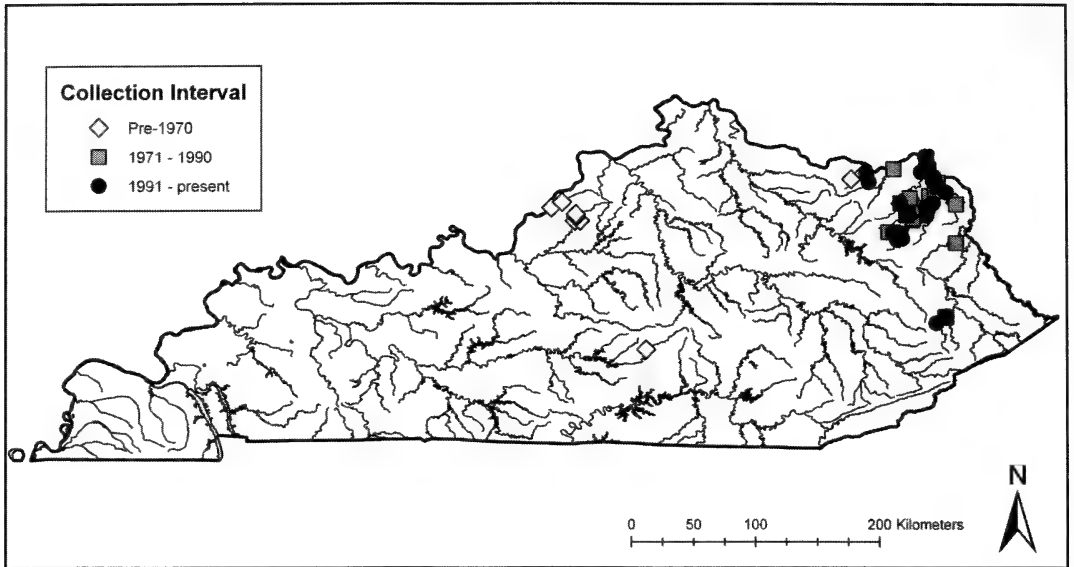 Collection Interval
Pre-1970
1971 - 1990
1991 - present
N
0 50 100 200 Kilometers